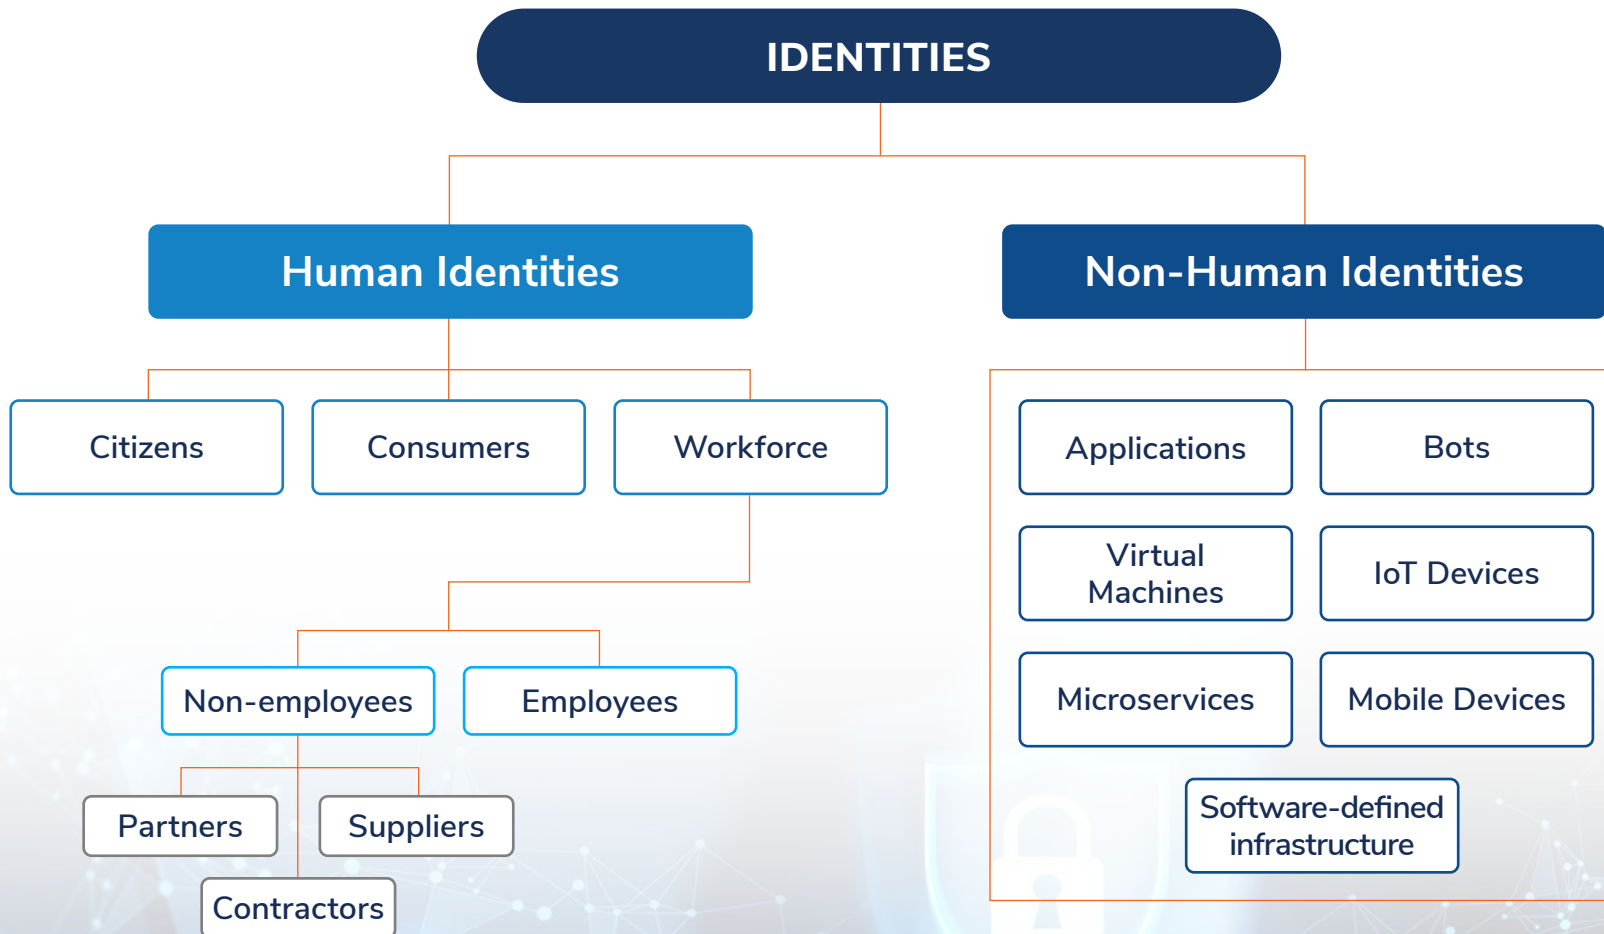 IDENTITIES
Human Identities
Non-Human Identities
Citizens
Consumers
Workforce
Applications
Bots
Virtual
Machines
IoT Devices
Non-employees
Employees
Microservices
Mobile Devices
Partners
Suppliers
Software-defined
infrastructure
Contractors